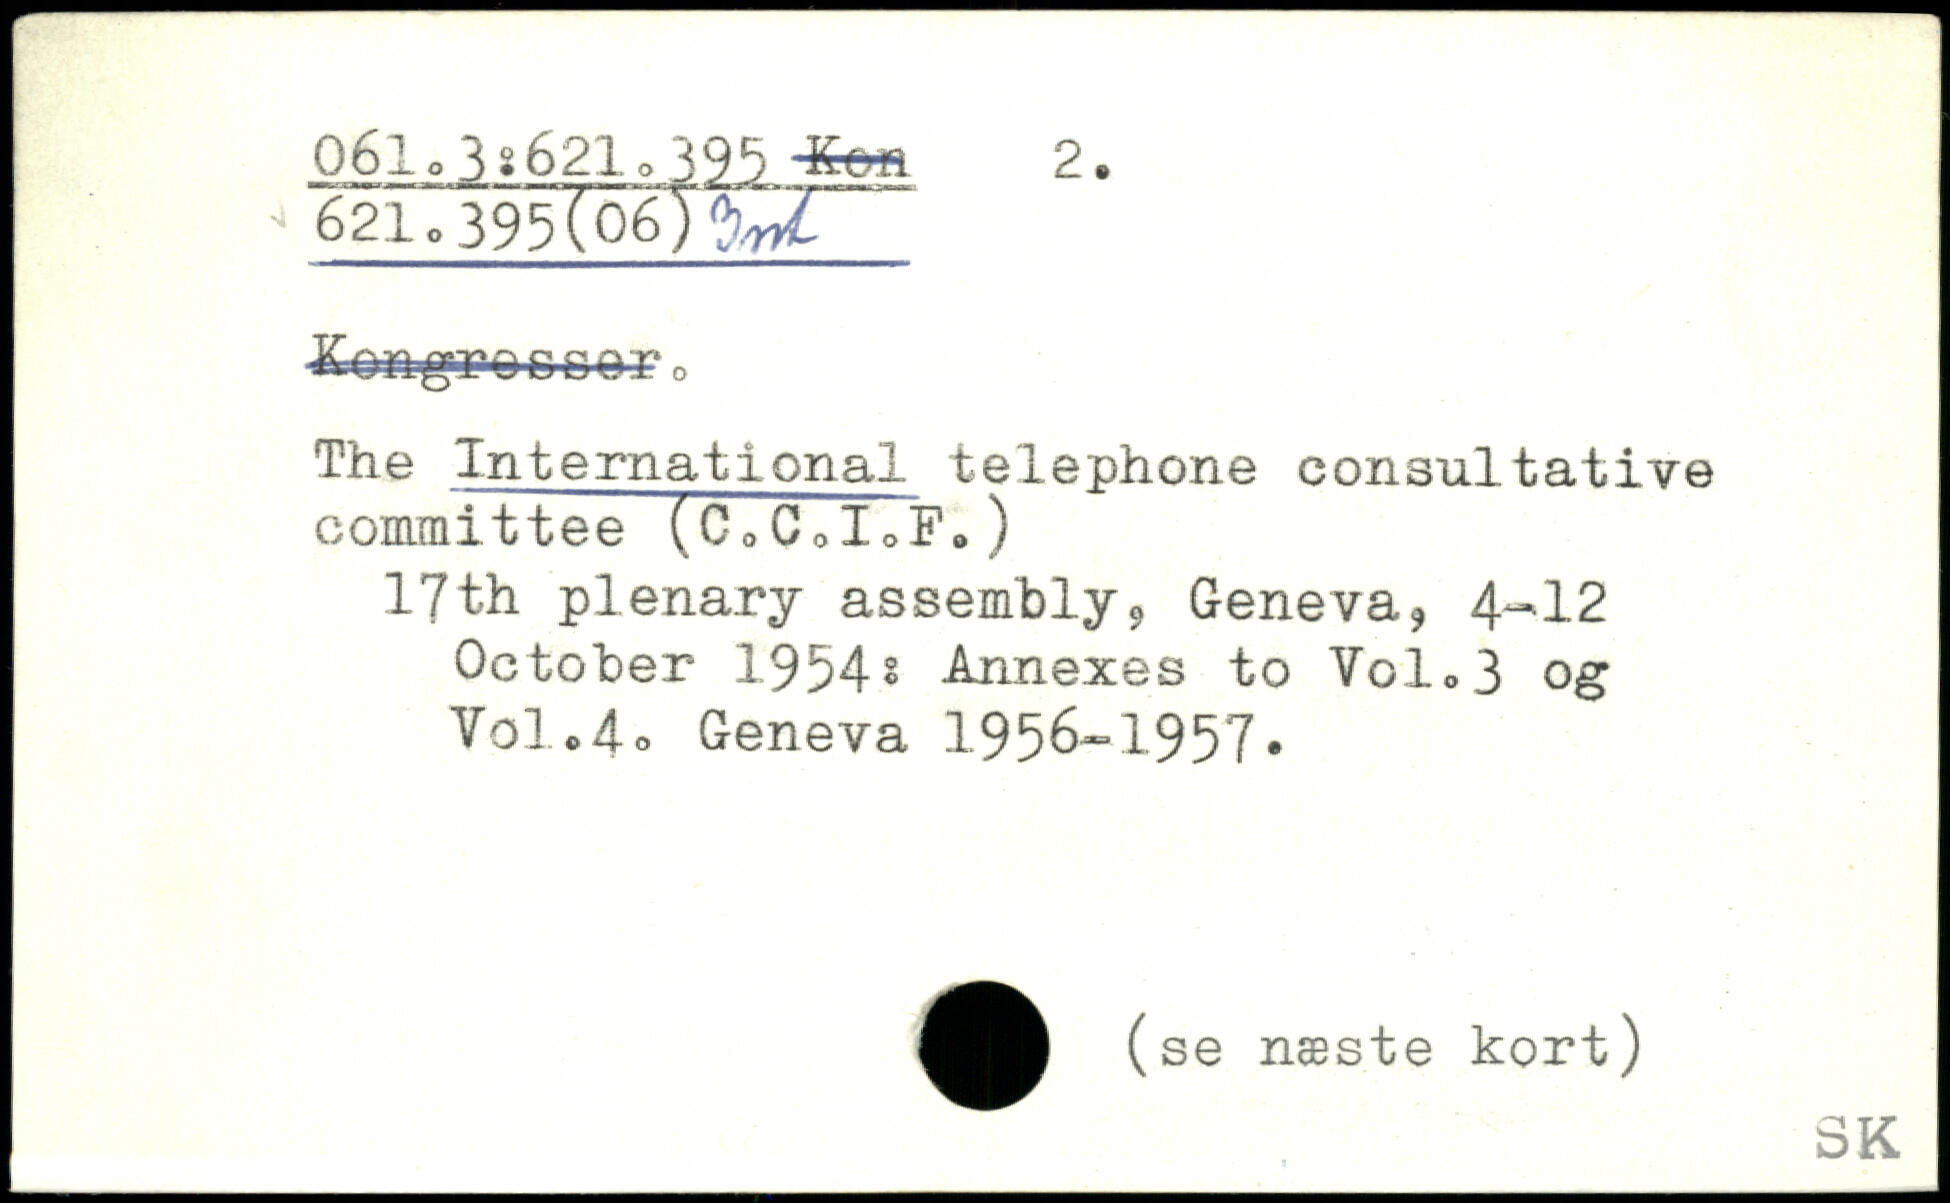 061.3:621.395 Kon 2.
621.395(06) Int
Kongresser.
The International telephone consultative
committee (C.C.I.F.)
17th plenary assembly, Geneva, 4-12
October 1954: Annexes to Vol.3 og
Vol.4. Geneva 1956-1957.
(se næste kort)
SK